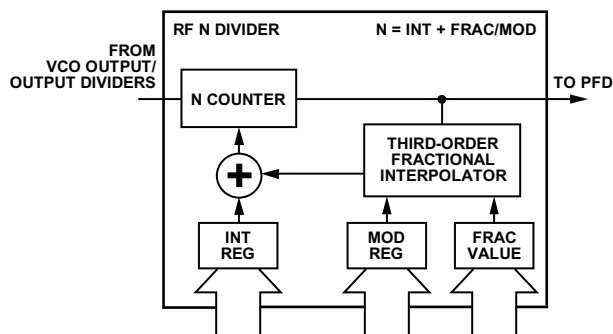 RF N DIVIDER
N = INT + FRAC/MOD
FROM
VCO OUTPUT/
OUTPUT DIVIDERS
TO PFD
N COUNTER
THIRD-ORDER
FRACTIONAL
INTERPOLATOR
+
INT
REG
MOD
REG
FRAC
VALUE